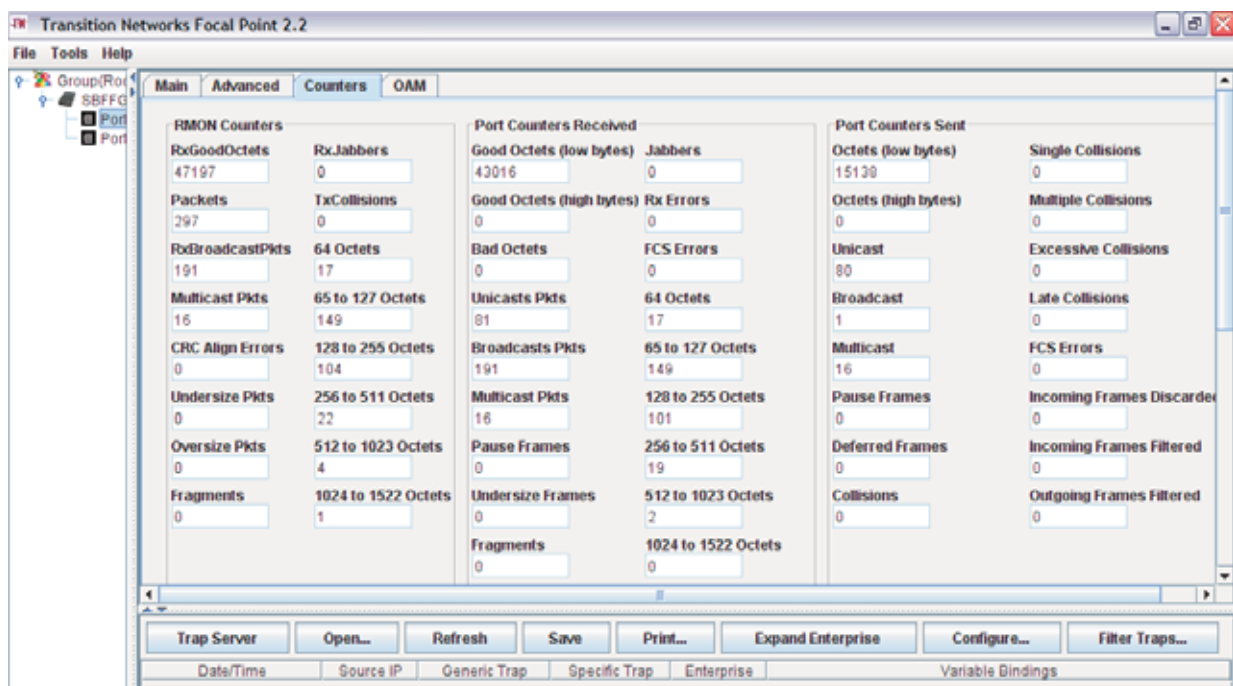 Transition Networks Focal Point 2.2
File Tools Help
Group(Roo
SBFFG
Port
Port
Main Advanced Counters OAM
RMON Counters
RxGoodOctets RxJabbers
47197 0
Packets TxCollisions
297 0
RxBroadcastPkts 64 Octets
191 17
Multicast Pkts 65 to 127 Octets
16 149
CRC Align Errors 128 to 255 Octets
0 104
Undersize Pkts 256 to 511 Octets
0 22
Oversize Pkts 512 to 1023 Octets
0 4
Fragments 1024 to 1522 Octets
0 1
Port Counters Received
Good Octets (low bytes) Jabbers
43016 0
Good Octets (high bytes) Rx Errors
0 0
Bad Octets FCS Errors
0 0
Unicasts Pkts 64 Octets
81 17
Broadcasts Pkts 65 to 127 Octets
191 149
Multicast Pkts 128 to 255 Octets
16 101
Pause Frames 256 to 511 Octets
0 19
Undersize Frames 512 to 1023 Octets
0 2
Fragments 1024 to 1522 Octets
0 0
Port Counters Sent
Octets (low bytes) Single Collisions
15138 0
Octets (high bytes) Multiple Collisions
0 0
Unicast Excessive Collisions
80 0
Broadcast Late Collisions
1 0
Multicast FCS Errors
16 0
Pause Frames Incoming Frames Discarded
0 0
Deferred Frames Incoming Frames Filtered
0 0
Collisions Outgoing Frames Filtered
0 0
Trap Server Open... Refresh Save Print... Expand Enterprise Configure... Filter Traps...
Date/Time Source IP Generic Trap Specific Trap Enterprise Variable Bindings